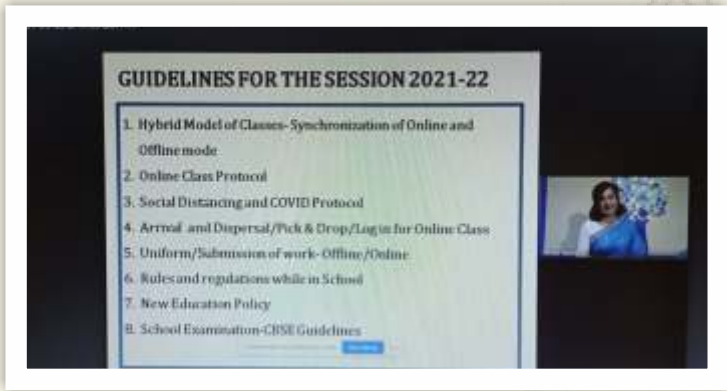 GUIDELINES FOR THE SESSION 2021-22
1. Hybrid Model of Classes- Synchronization of Online and
Offline mode
2. Online Class Protocol
3. Social Distancing and COVID Protocol
4. Arrival and Dispersal/Pick & Drop/Log in for Online Class
5. Uniform/Submission of work- Offline/Online
6. Rules and regulations while in School
7. New Education Policy
8. School Examination-CBSE Guidelines